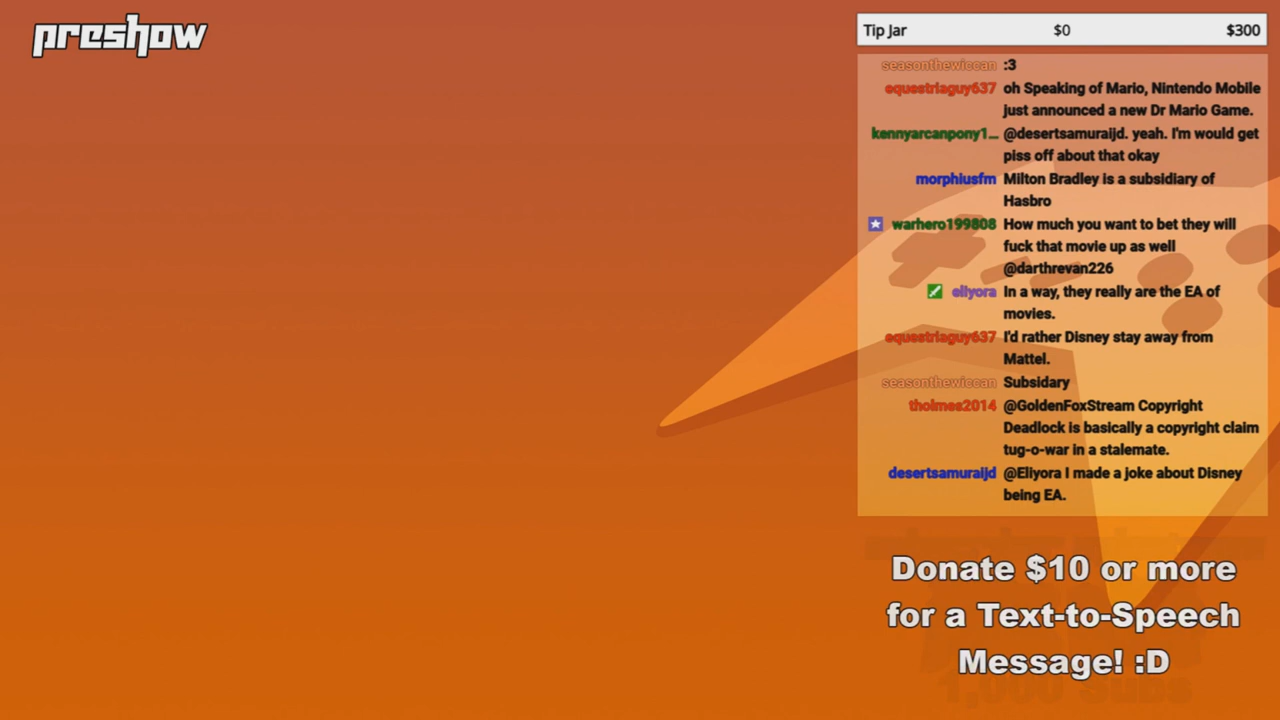 preshow
Tip Jar $0 $300
seasonthewiccan :3
equestriaguy637 oh Speaking of Mario, Nintendo Mobile
just announced a new Dr Mario Game.
kennyarcanpony1... @desertsamuraijd. yeah. I'm would get
piss off about that okay
morphiusfm Milton Bradley is a subsidiary of
Hasbro
warhero199808 How much you want to bet they will
fuck that movie up as well
@darthrevan226
eliyora In a way, they really are the EA of
movies.
equestriaguy637 I'd rather Disney stay away from
Mattel.
seasonthewiccan Subsidary
tholmes2014 @GoldenFoxStream Copyright
Deadlock is basically a copyright claim
tug-o-war in a stalemate.
desertsamuraijd @Eliyora I made a joke about Disney
being EA.
Donate $10 or more
for a Text-to-Speech
Message! :D
1,000 Subs